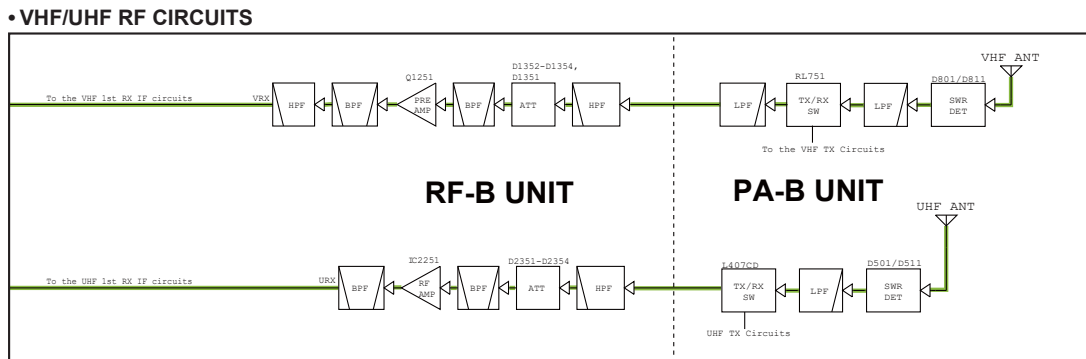 • VHF/UHF RF CIRCUITS
D1352-D1354,
D1351
Q1251
RL751
D801/D811
VHF ANT
To the VHF 1st RX IF circuits
VRX
HPF
BPF
PRE
AMP
BPF
ATT
HPF
LPF
TX/RX
SW
LPF
SWR
DET
To the VHF TX Circuits
RF-B UNIT
PA-B UNIT
UHF ANT
IC2251
D2351-D2354
L407CD
D501/D511
To the UHF 1st RX IF circuits
URX
BPF
RF
AMP
BPF
ATT
HPF
TX/RX
SW
LPF
SWR
DET
UHF TX Circuits